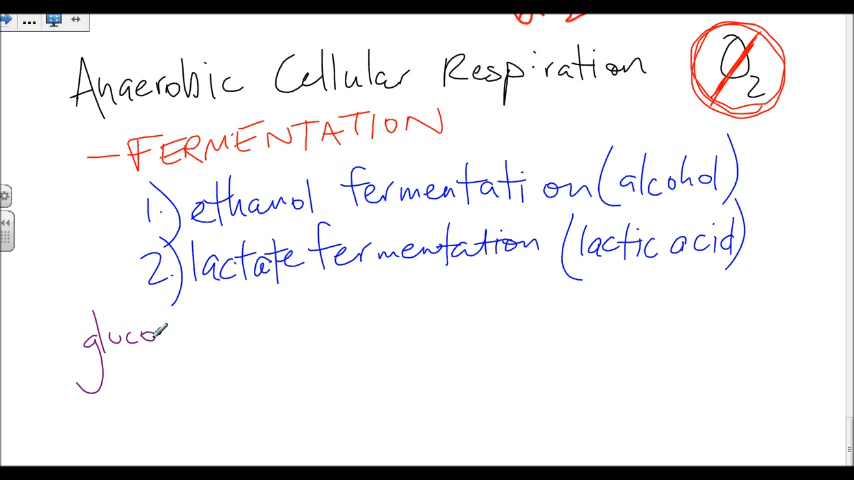 Anaerobic Cellular Respiration O2
- FERMENTATION
1.) ethanol fermentation (alcohol)
2.) lactate fermentation (lactic acid)
gluco